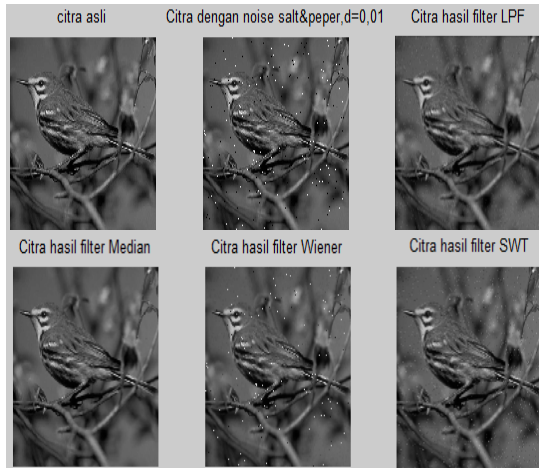 citra asli
Citra dengan noise salt&peper,d=0,01
Citra hasil filter LPF
Citra hasil filter Median
Citra hasil filter Wiener
Citra hasil filter SWT